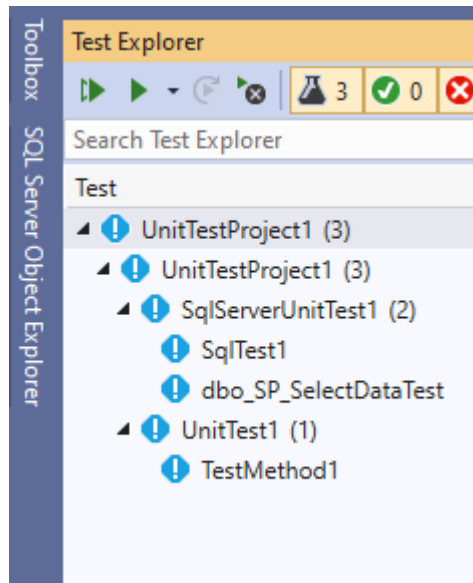 Toolbox
SQL Server Object Explorer
Test Explorer
3 0
Search Test Explorer
Test
UnitTestProject1 (3)
UnitTestProject1 (3)
SqlServerUnitTest1 (2)
SqlTest1
dbo_SP_SelectDataTest
UnitTest1 (1)
TestMethod1